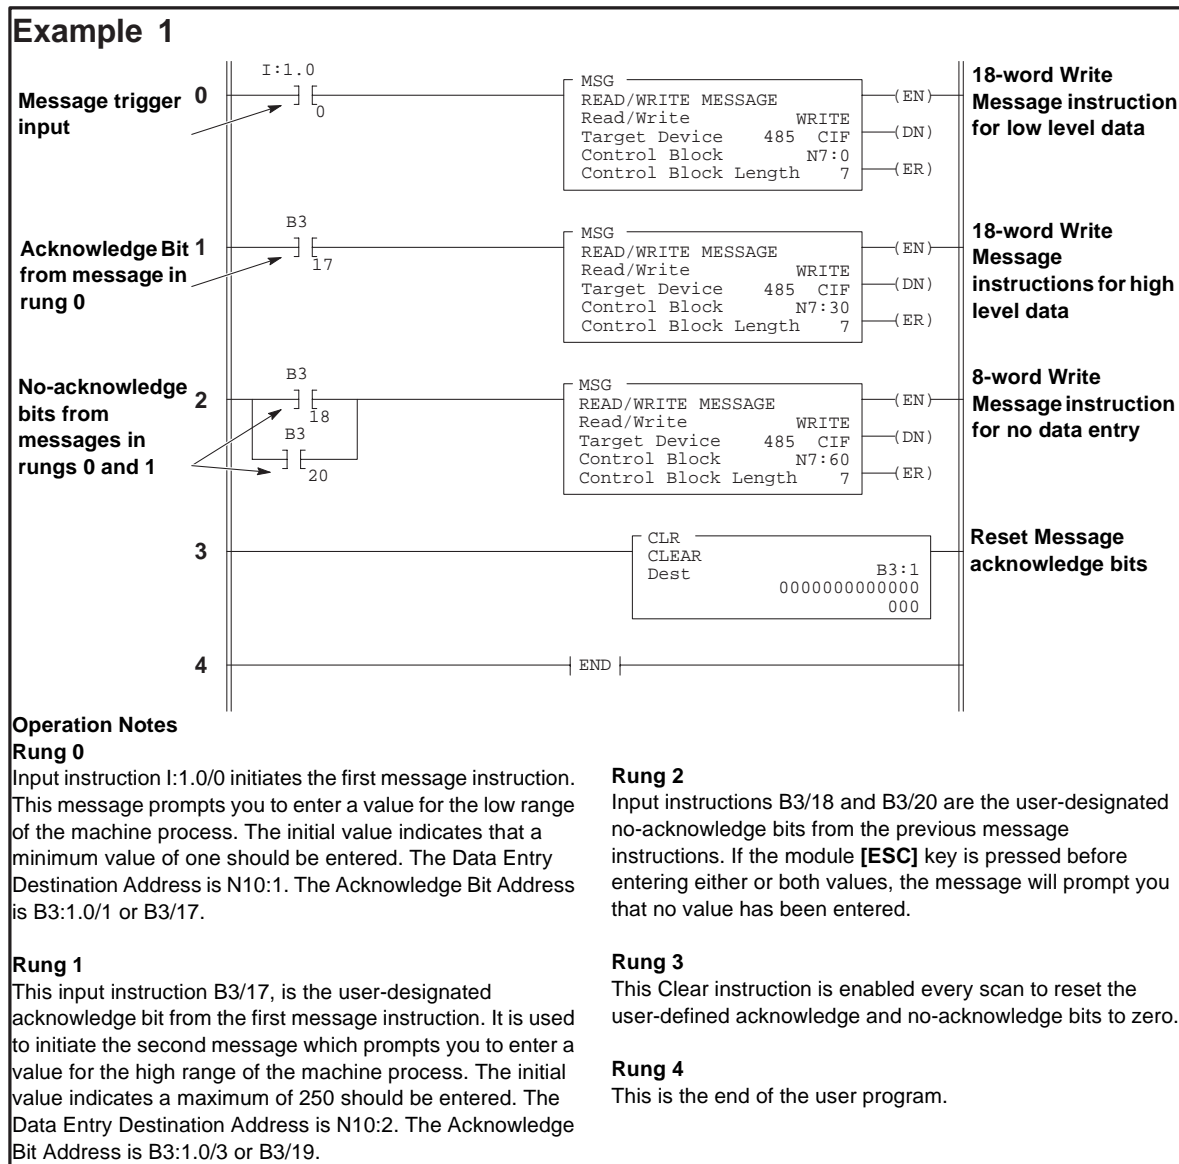 Example 1
I:1.0
Message trigger input
0
] [
0
MSG
READ/WRITE MESSAGE
Read/Write WRITE
Target Device 485 CIF
Control Block N7:0
Control Block Length 7
(EN)
(DN)
(ER)
18-word Write
Message instruction
for low level data
B3
Acknowledge Bit
from message in
rung 0
1
] [
17
MSG
READ/WRITE MESSAGE
Read/Write WRITE
Target Device 485 CIF
Control Block N7:30
Control Block Length 7
(EN)
(DN)
(ER)
18-word Write
Message
instructions for high
level data
No-acknowledge
bits from
messages in
rungs 0 and 1
2
B3
] [
18
B3
] [
20
MSG
READ/WRITE MESSAGE
Read/Write WRITE
Target Device 485 CIF
Control Block N7:60
Control Block Length 7
(EN)
(DN)
(ER)
8-word Write
Message instruction
for no data entry
3
CLR
CLEAR
Dest B3:1
0000000000000
000
Reset Message
acknowledge bits
4
END
Operation Notes
Rung 0
Input instruction I:1.0/0 initiates the first message instruction.
This message prompts you to enter a value for the low range
of the machine process. The initial value indicates that a
minimum value of one should be entered. The Data Entry
Destination Address is N10:1. The Acknowledge Bit Address
is B3:1.0/1 or B3/17.
Rung 1
This input instruction B3/17, is the user-designated
acknowledge bit from the first message instruction. It is used
to initiate the second message which prompts you to enter a
value for the high range of the machine process. The initial
value indicates a maximum of 250 should be entered. The
Data Entry Destination Address is N10:2. The Acknowledge
Bit Address is B3:1.0/3 or B3/19.
Rung 2
Input instructions B3/18 and B3/20 are the user-designated
no-acknowledge bits from the previous message
instructions. If the module [ESC] key is pressed before
entering either or both values, the message will prompt you
that no value has been entered.
Rung 3
This Clear instruction is enabled every scan to reset the
user-defined acknowledge and no-acknowledge bits to zero.
Rung 4
This is the end of the user program.